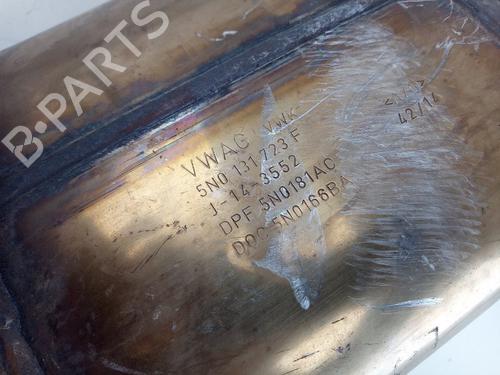 B-PARTS
VWAG VWK
5N0 131 723 F
J-14 3552
DPF 5N0181AC
DOC 5N0166BA
42/14